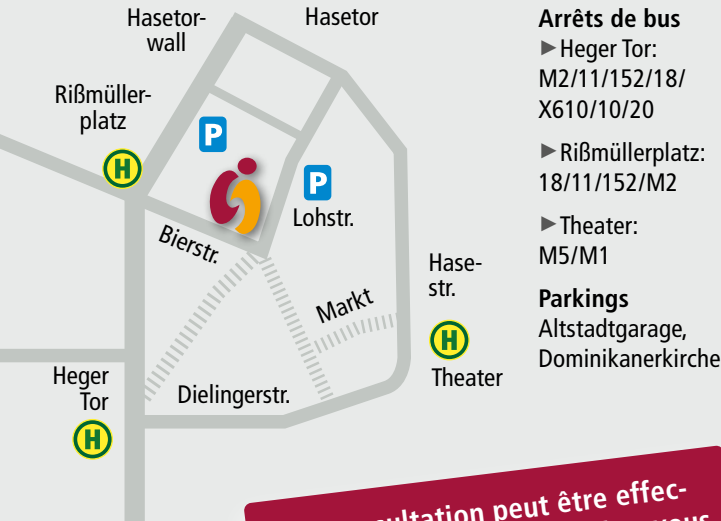 Hasetor-
wall
Hasetor
Rißmüller-
platz
H
P
P
Lohstr.
Bierstr.
Markt
Hase-
str.
H
Theater
Heger
Tor
H
Dielingerstr.
Arrêts de bus
►Heger Tor:
M2/11/152/18/
X610/10/20
►Rißmüllerplatz:
18/11/152/M2
►Theater:
M5/M1
Parkings
Altstadtgarage,
Dominikanerkirche
peut être effec-